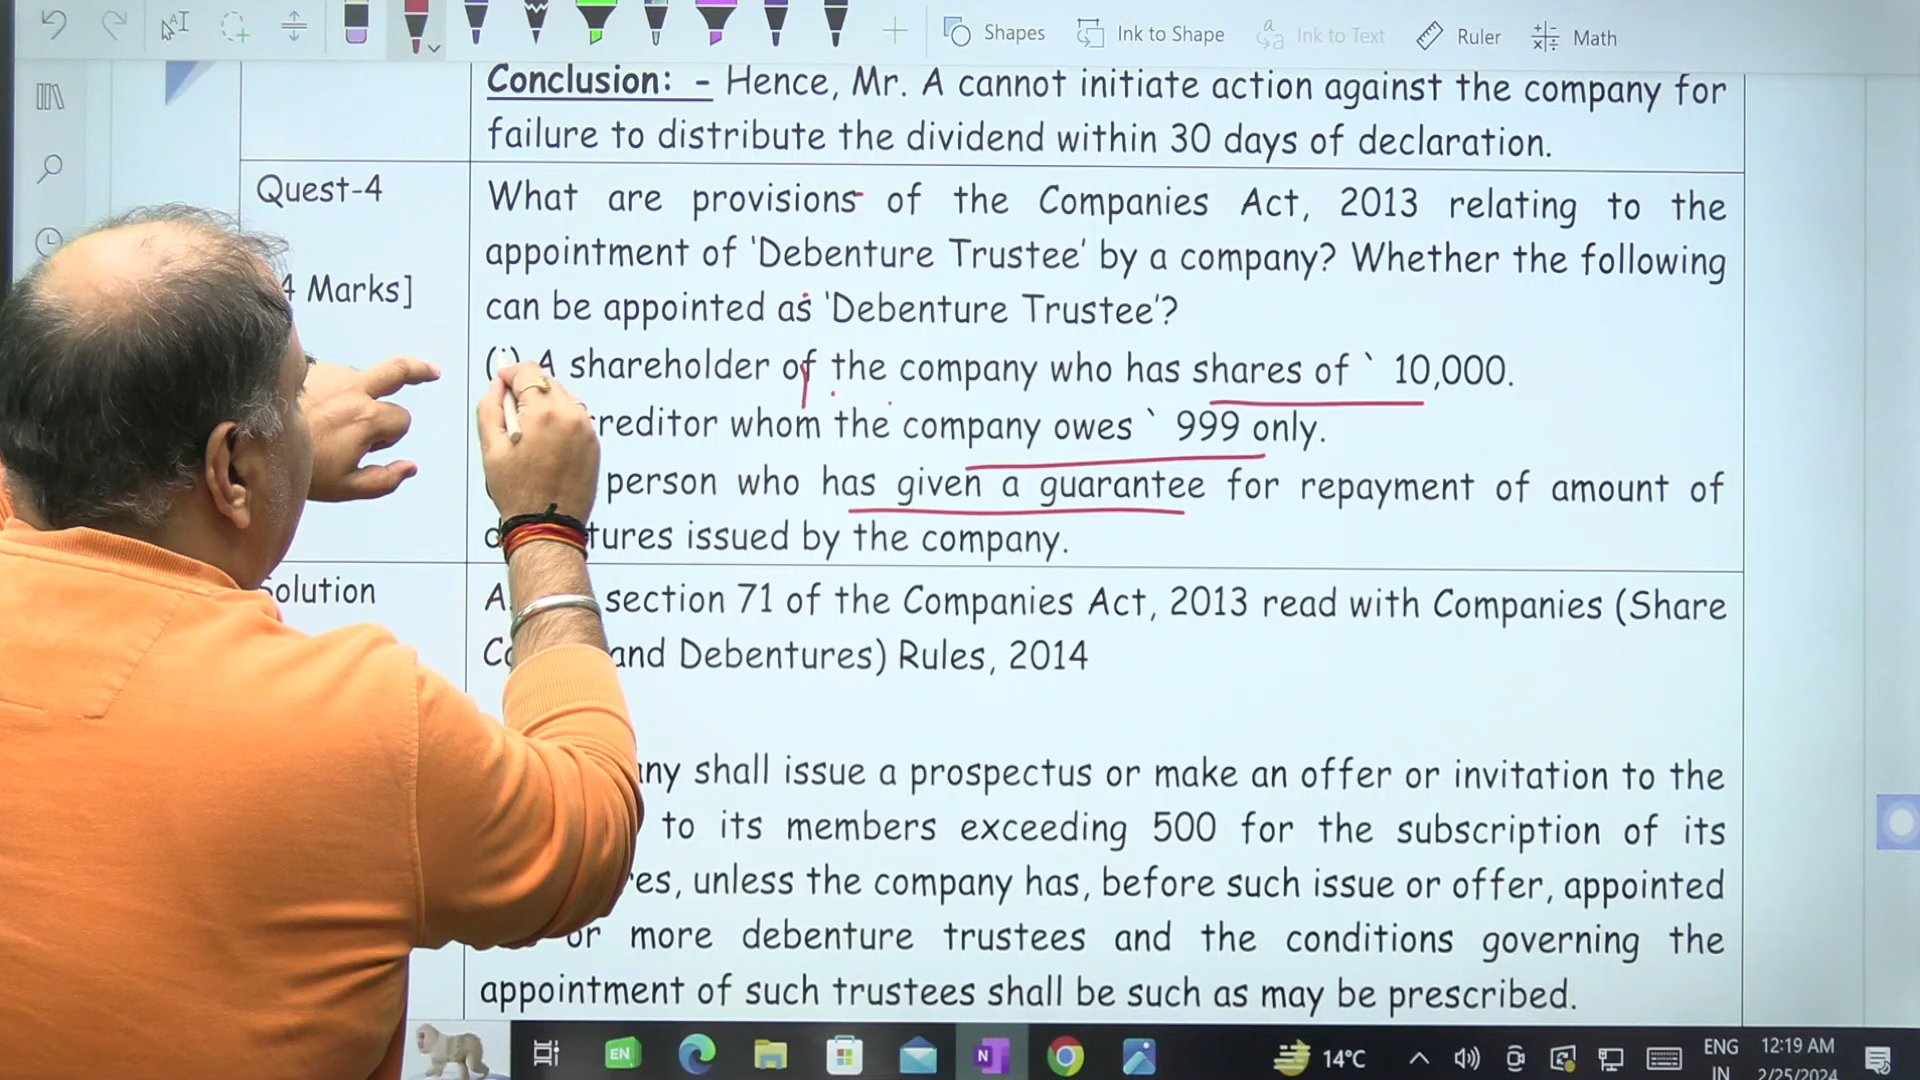 Shapes
Ink to Shape
Ink to Text
Ruler
Math
Conclusion: - Hence, Mr. A cannot initiate action against the company for
failure to distribute the dividend within 30 days of declaration.
Quest-4
4 Marks]
What are provisions of the Companies Act, 2013 relating to the
appointment of 'Debenture Trustee' by a company? Whether the following
can be appointed as 'Debenture Trustee'?
(i) A shareholder of the company who has shares of ` 10,000.
reditor whom the company owes ` 999 only.
person who has given a guarantee for repayment of amount of
tures issued by the company.
Solution
section 71 of the Companies Act, 2013 read with Companies (Share
and Debentures) Rules, 2014
ny shall issue a prospectus or make an offer or invitation to the
to its members exceeding 500 for the subscription of its
res, unless the company has, before such issue or offer, appointed
or more debenture trustees and the conditions governing the
appointment of such trustees shall be such as may be prescribed.
EN
N
14°C
ENG
IN
12:19 AM
2/25/2024